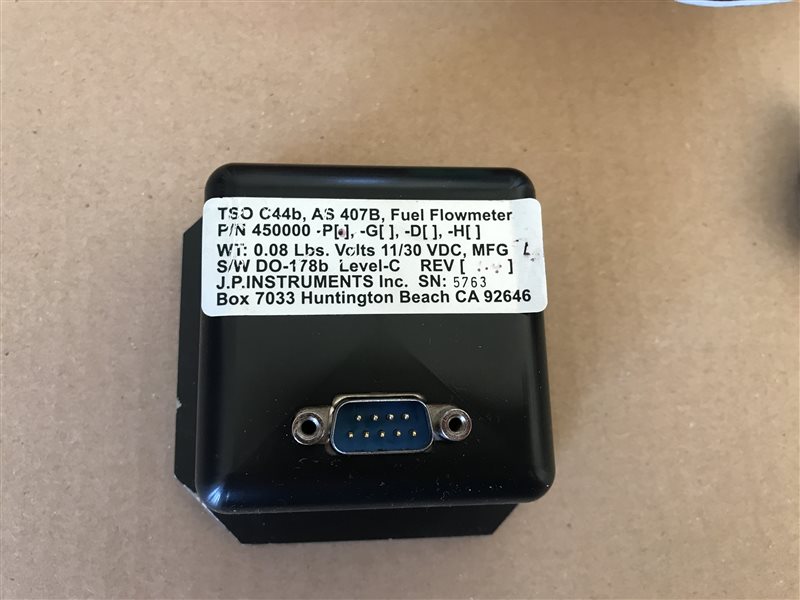 TSO C44b, AS 407B, Fuel Flowmeter
P/N 450000 -P[•], -G[ ], -D[ ], -H[ ]
WT: 0.08 Lbs. Volts 11/30 VDC, MFG
S/W DO-178b Level-C REV [ ]
J.P.INSTRUMENTS Inc. SN: 5763
Box 7033 Huntington Beach CA 92646